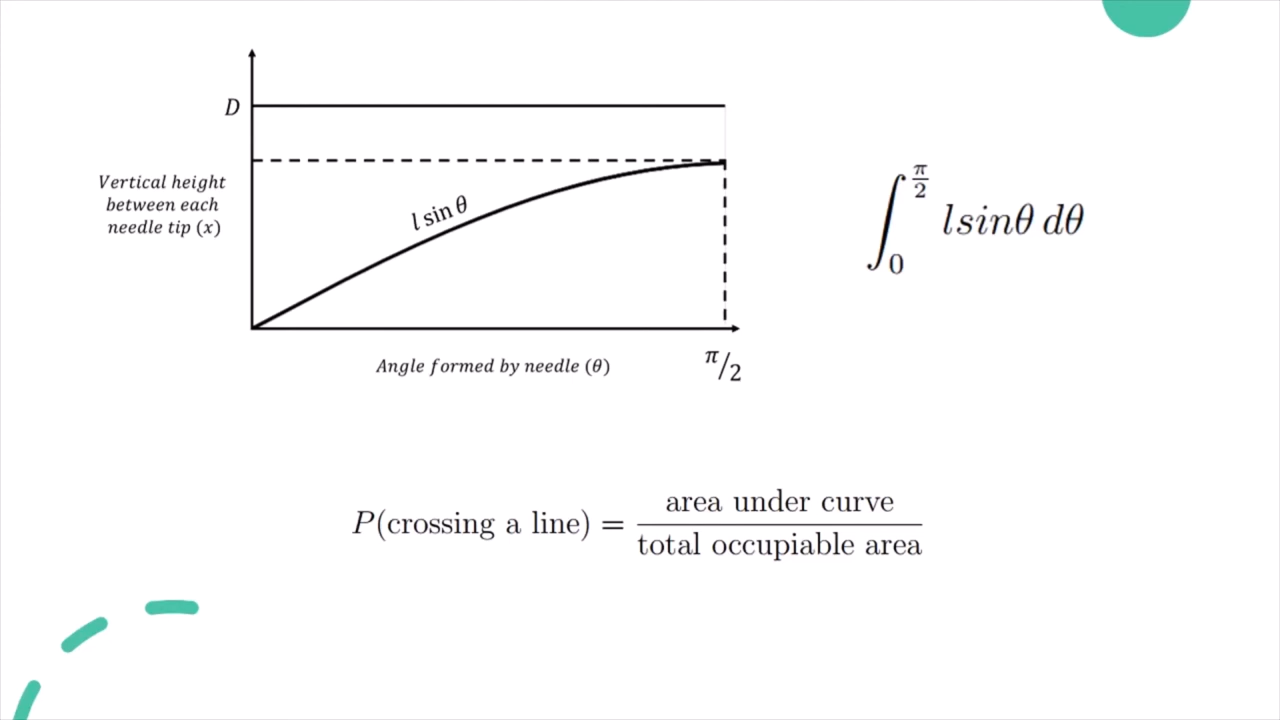 D
Vertical height
between each
needle tip (x)
l sin θ
Angle formed by needle (θ)
π/2
∫₀^{π/2} lsinθ dθ
P(crossing a line) = area under curve / total occupiable area